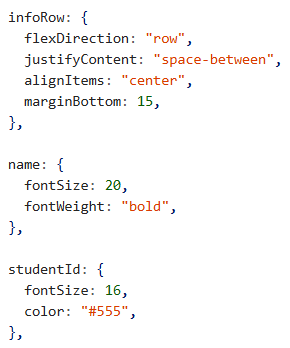 infoRow: {
  flexDirection: "row",
  justifyContent: "space-between",
  alignItems: "center",
  marginBottom: 15,
},

name: {
  fontSize: 20,
  fontWeight: "bold",
},

studentId: {
  fontSize: 16,
  color: "#555",
},